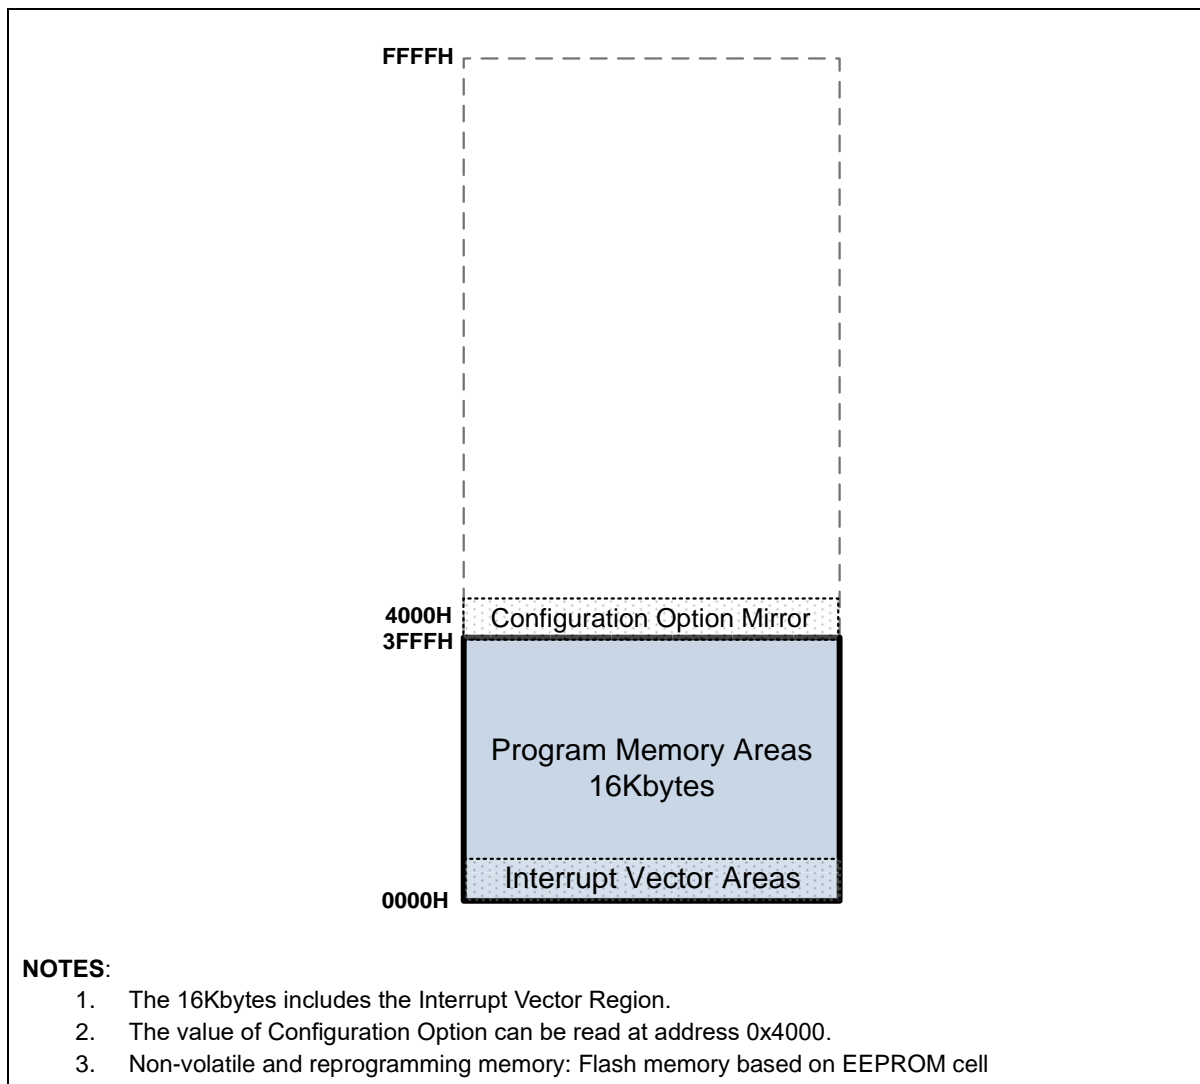 FFFFH
4000H
Configuration Option Mirror
3FFFH
Program Memory Areas
16Kbytes
Interrupt Vector Areas
0000H
NOTES:
1. The 16Kbytes includes the Interrupt Vector Region.
2. The value of Configuration Option can be read at address 0x4000.
3. Non-volatile and reprogramming memory: Flash memory based on EEPROM cell